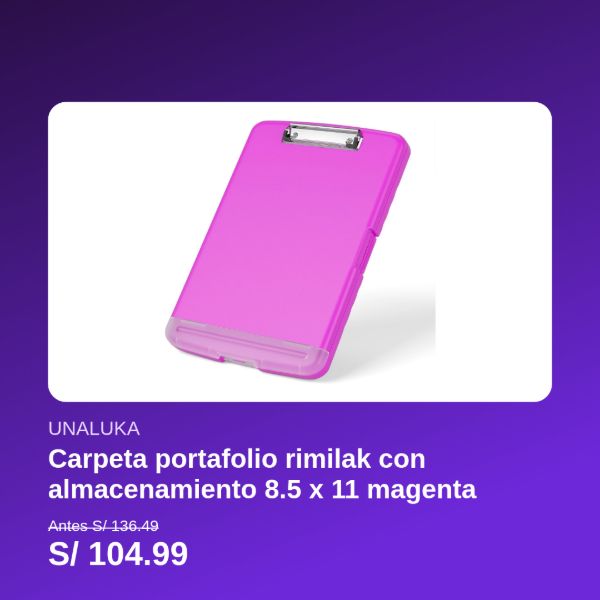 UNALUKA
Carpeta portafolio rimilak con
almacenamiento 8.5 x 11 magenta
Antes S/ 136.49
S/ 104.99